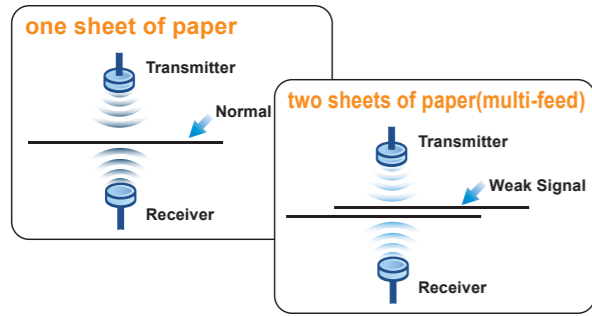 one sheet of paper
Transmitter
Normal
Receiver
two sheets of paper(multi-feed)
Transmitter
Weak Signal
Receiver